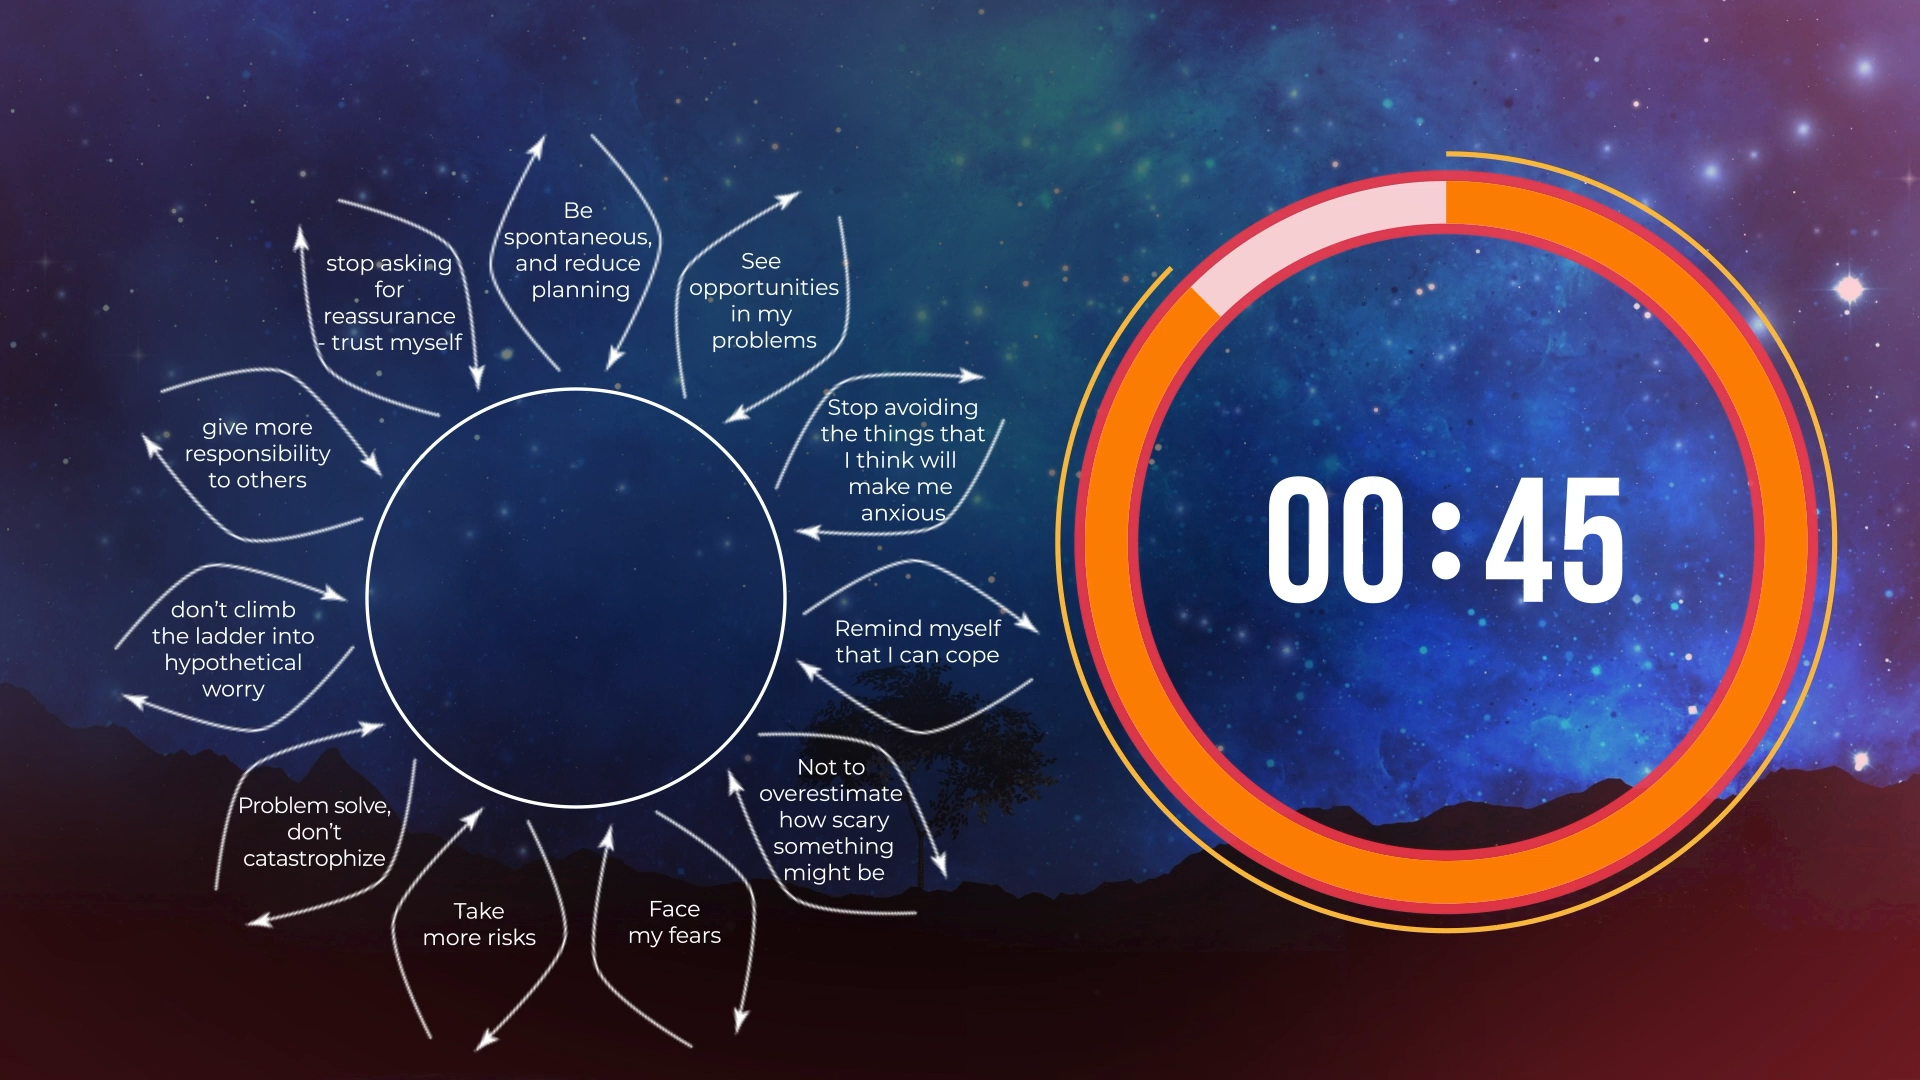 Be
spontaneous,
and reduce
planning
See
opportunities
in my
problems
Stop avoiding
the things that
I think will
make me
anxious
Remind myself
that I can cope
Not to
overestimate
how scary
something
might be
Face
my fears
Take
more risks
Problem solve,
don’t
catastrophize
don’t climb
the ladder into
hypothetical
worry
give more
responsibility
to others
stop asking
for
reassurance
- trust myself
00:45